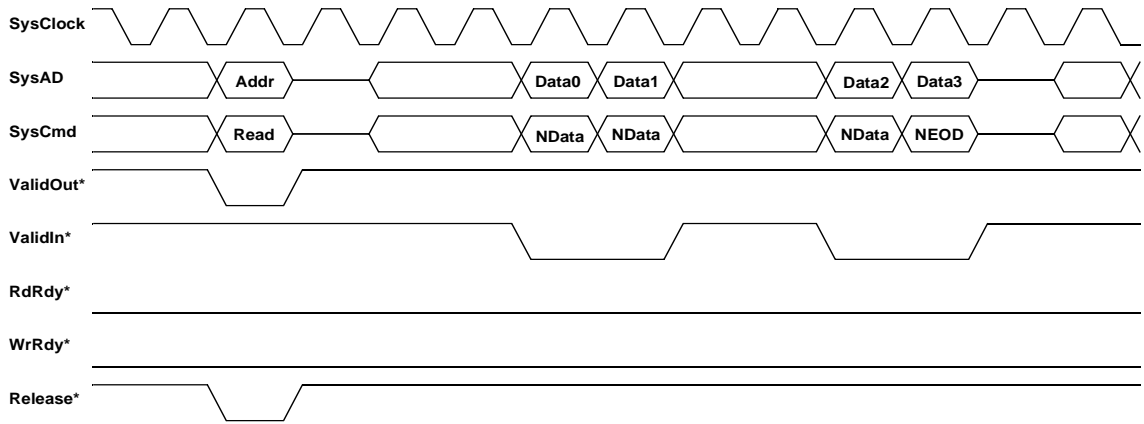 SysClock
SysAD Addr Data0 Data1 Data2 Data3
SysCmd Read NData NData NData NEOD
ValidOut*
ValidIn*
RdRdy*
WrRdy*
Release*